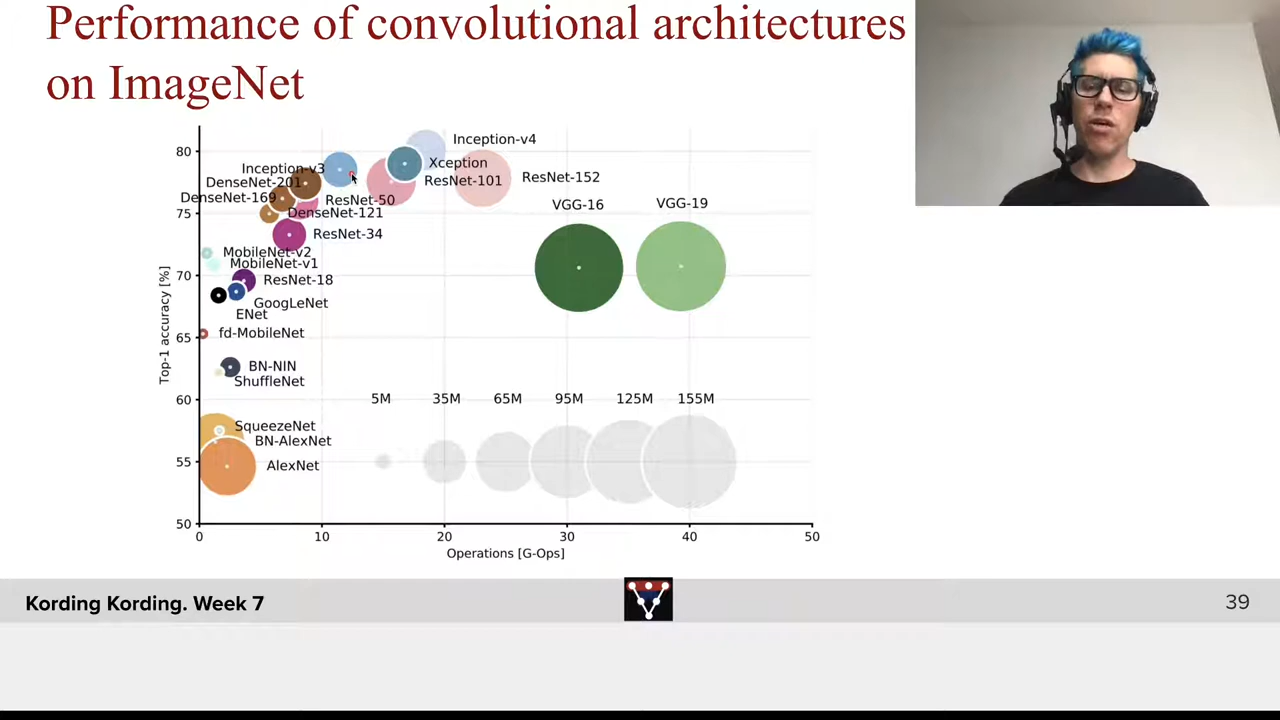 Performance of convolutional architectures
on ImageNet
80
75
70
65
60
55
50
Top-1 accuracy [%]
Inception-v4
Inception-v3
Xception
DenseNet-201
ResNet-101
ResNet-152
DenseNet-169
ResNet-50
VGG-16
VGG-19
DenseNet-121
ResNet-34
MobileNet-v2
MobileNet-v1
ResNet-18
GoogLeNet
ENet
fd-MobileNet
BN-NIN
ShuffleNet
5M 35M 65M 95M 125M 155M
SqueezeNet
BN-AlexNet
AlexNet
0 10 20 30 40 50
Operations [G-Ops]
Kording Kording. Week 7
39